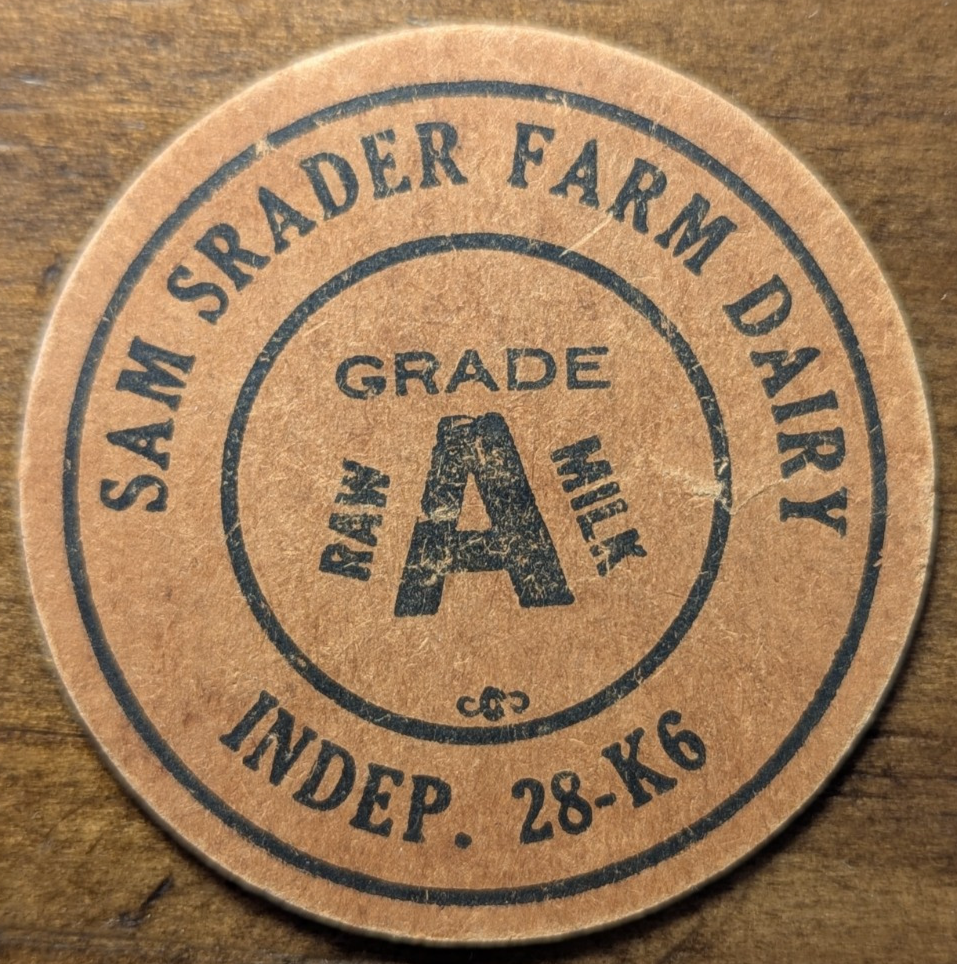 SAM SRADER FARM DAIRY
GRADE
A
RAW MILK
INDEP. 28-K6